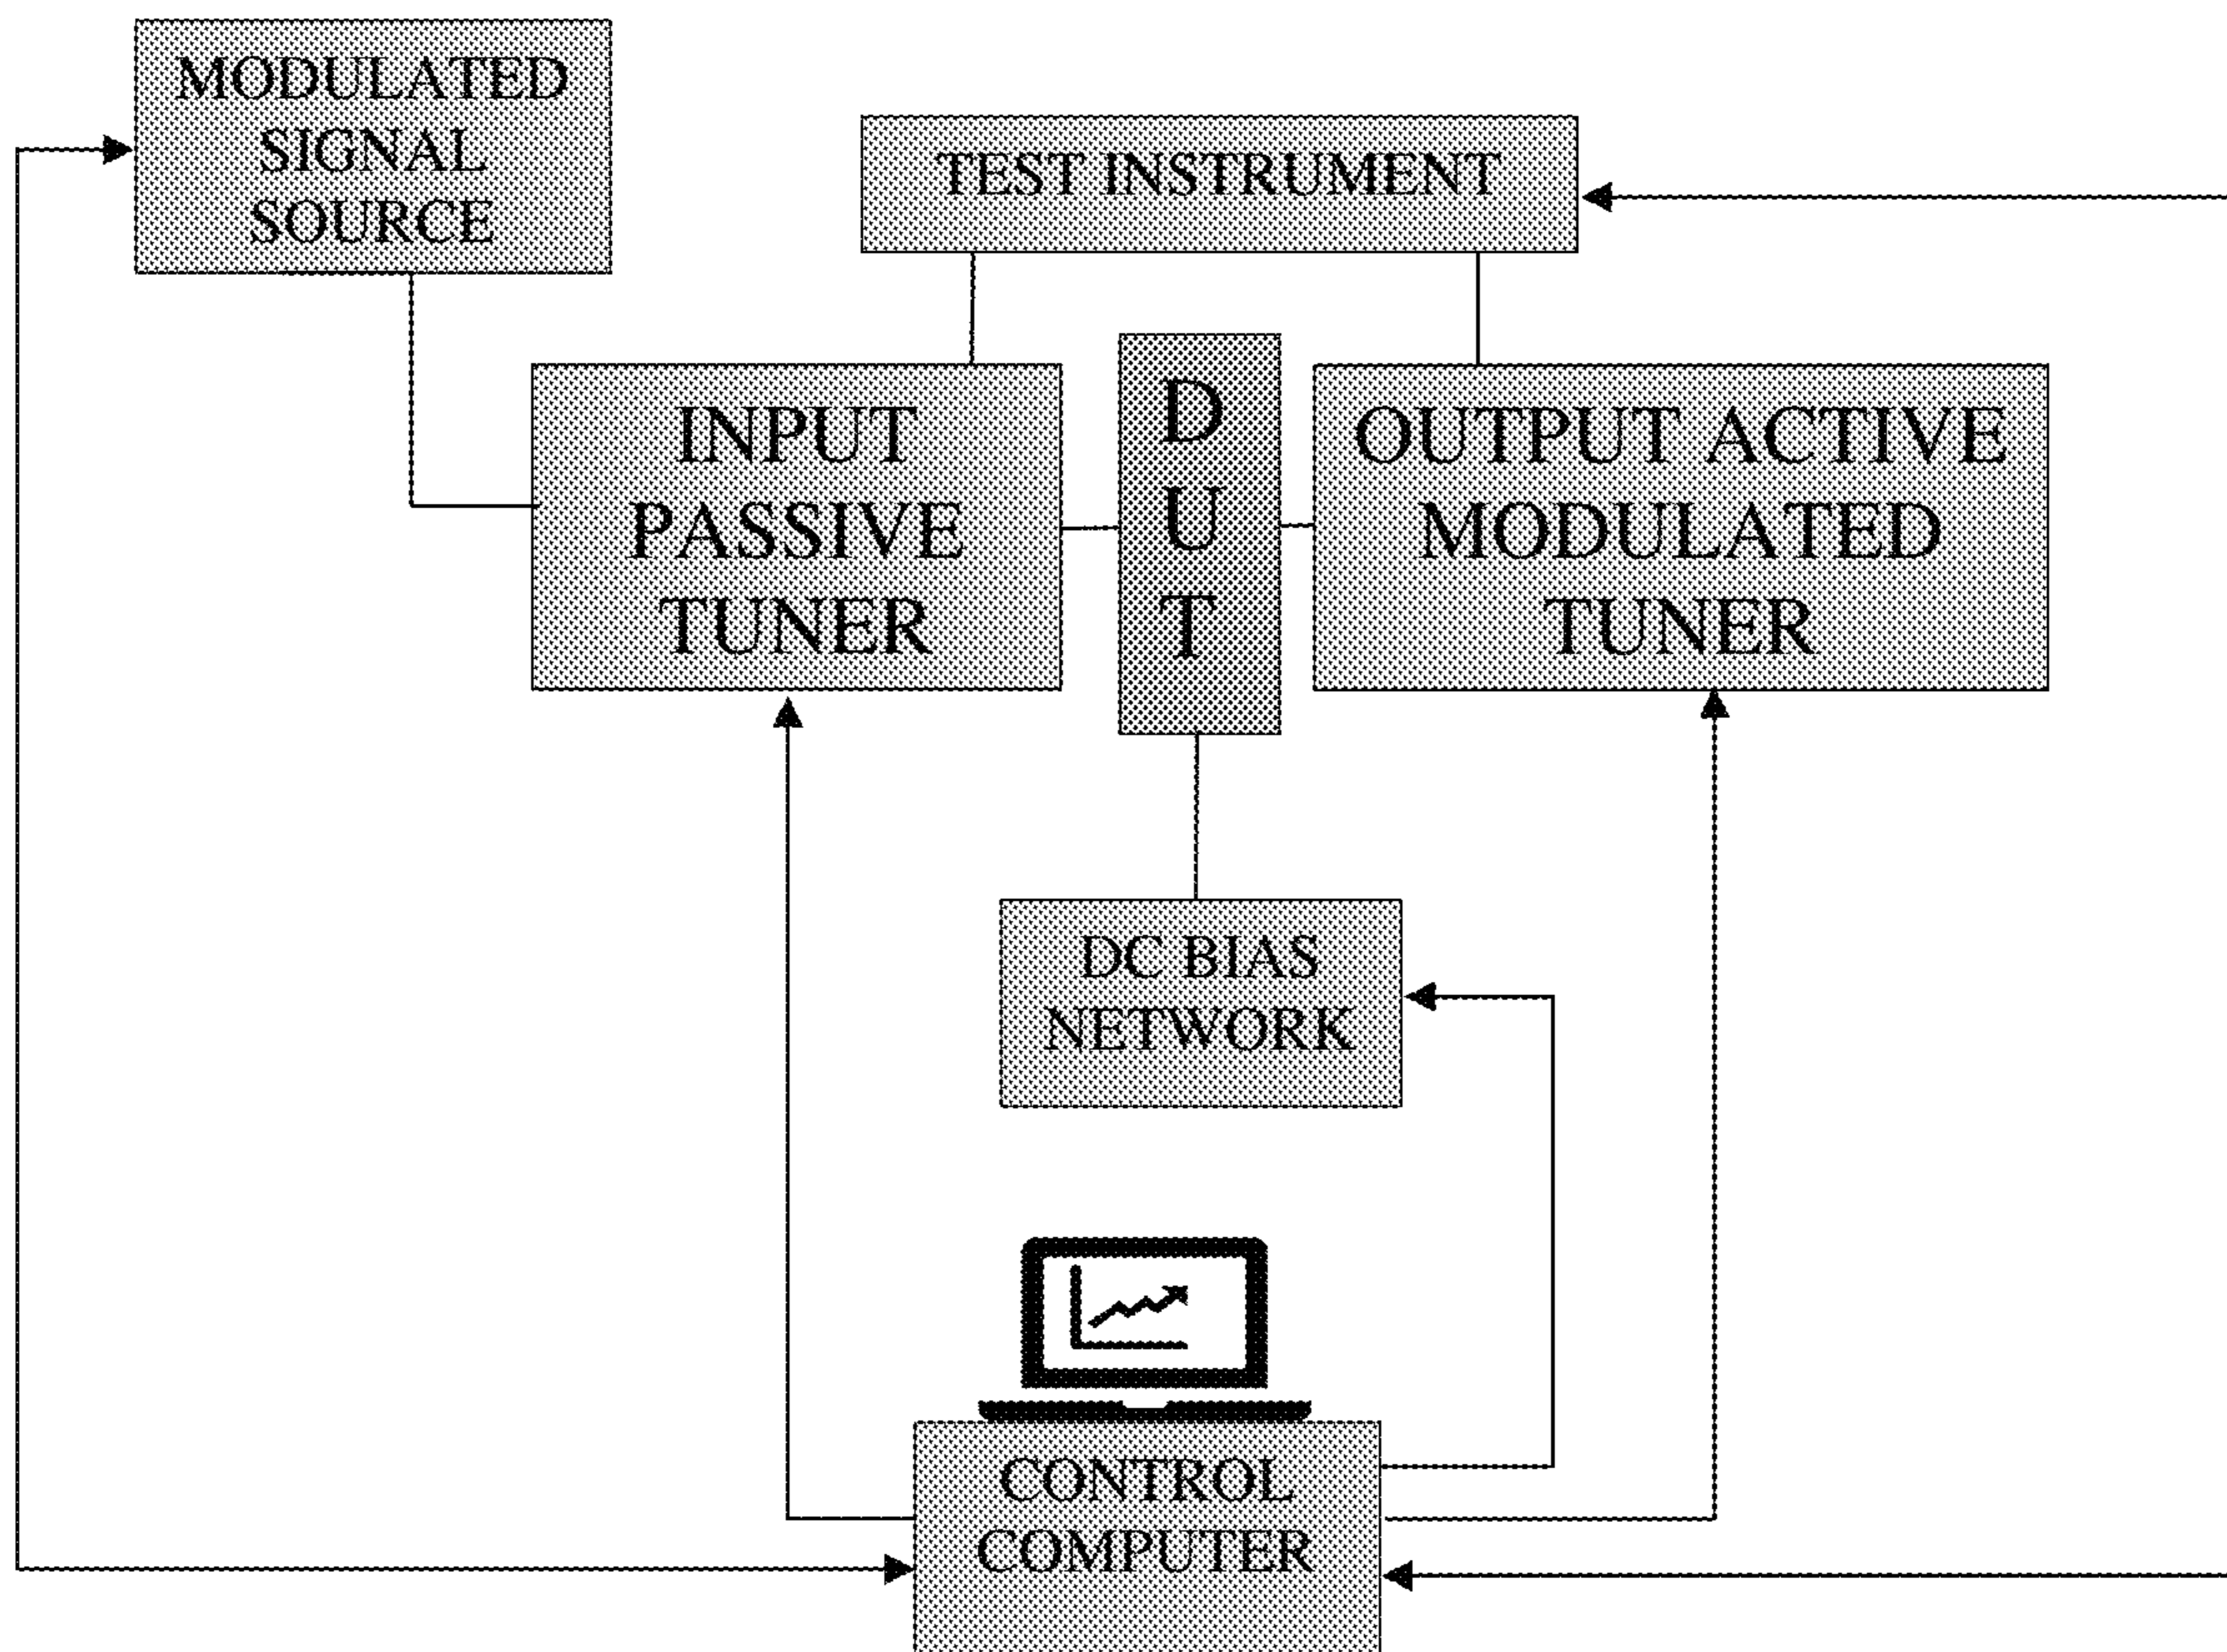 MODULATED
SIGNAL
SOURCE
TEST INSTRUMENT
INPUT
PASSIVE
TUNER
D
U
T
OUTPUT ACTIVE
MODULATED
TUNER
DC BIAS
NETWORK
CONTROL
COMPUTER